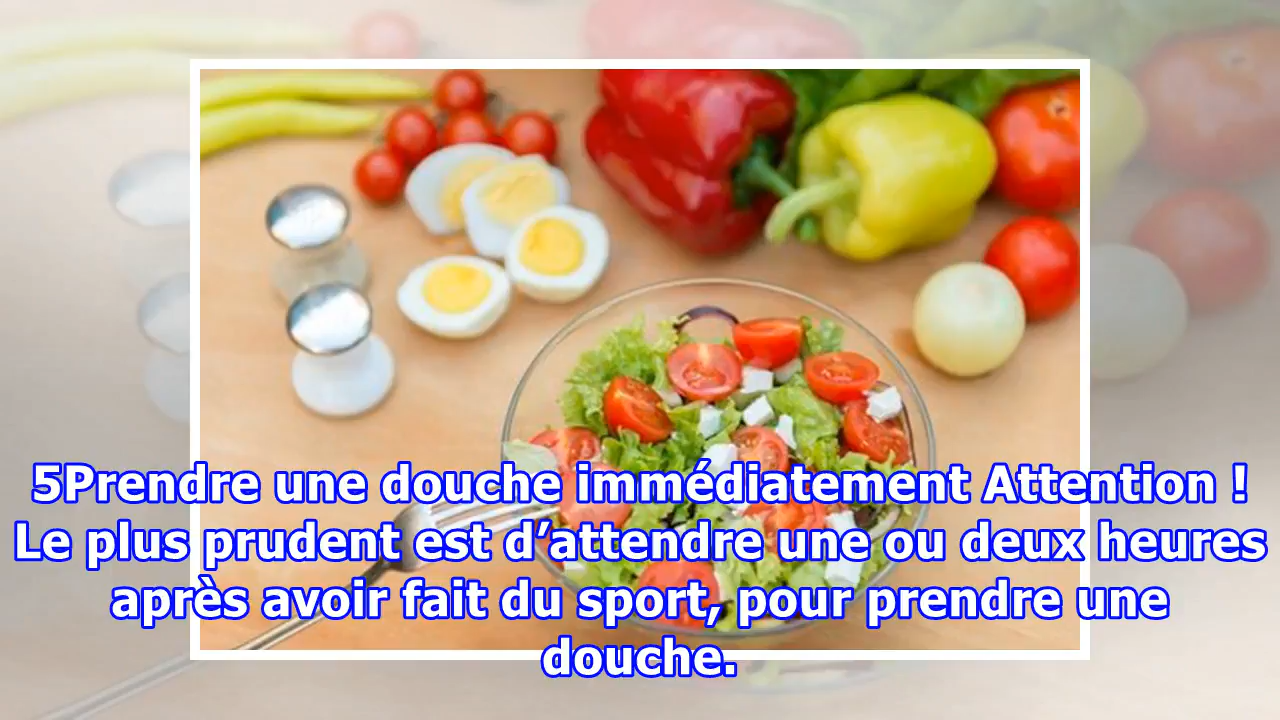 5Prendre une douche immédiatement Attention !
Le plus prudent est d’attendre une ou deux heures
après avoir fait du sport, pour prendre une
douche.